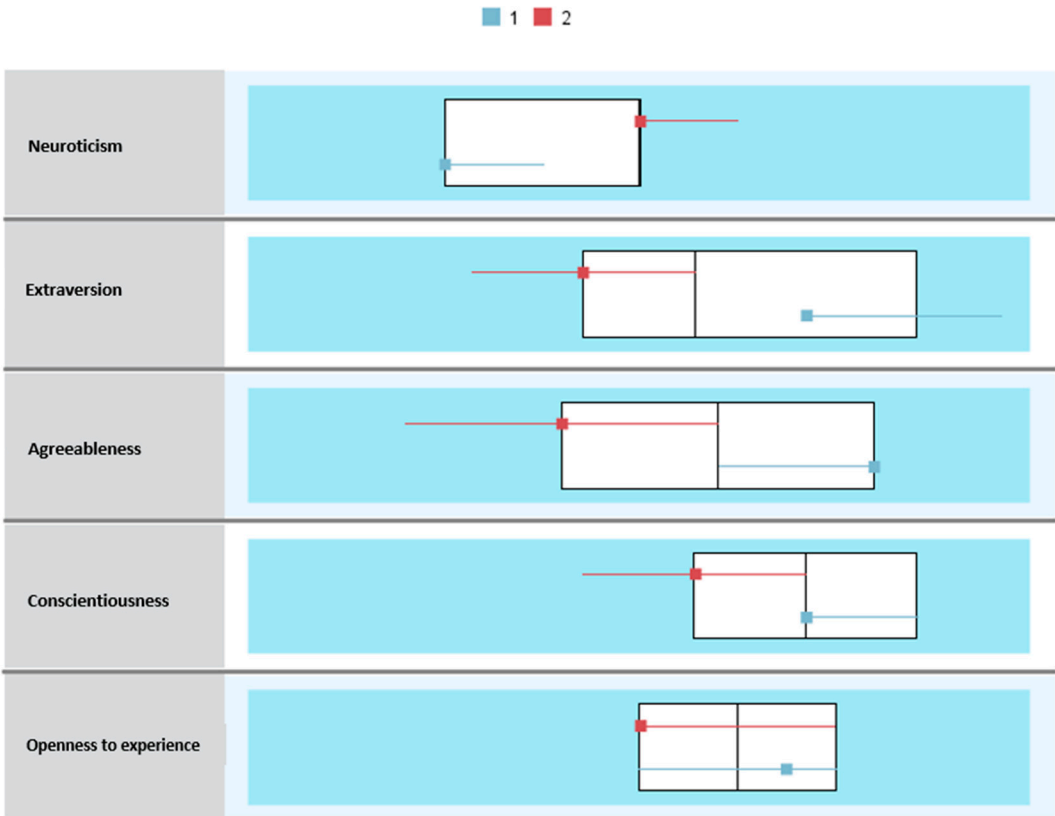 1 2
Neuroticism
Extraversion
Agreeableness
Conscientiousness
Openness to experience